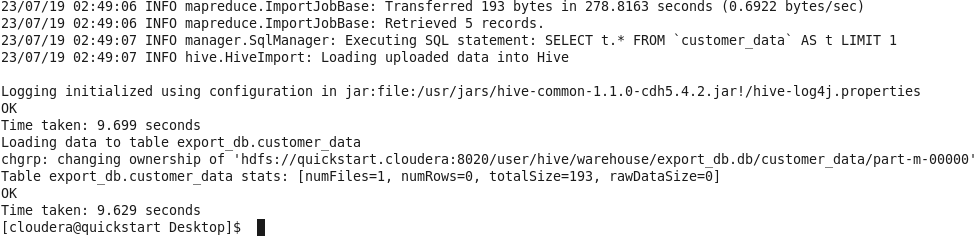 23/07/19 02:49:06 INFO mapreduce.ImportJobBase: Transferred 193 bytes in 278.8163 seconds (0.6922 bytes/sec)
23/07/19 02:49:06 INFO mapreduce.ImportJobBase: Retrieved 5 records.
23/07/19 02:49:07 INFO manager.SqlManager: Executing SQL statement: SELECT t.* FROM `customer_data` AS t LIMIT 1
23/07/19 02:49:07 INFO hive.HiveImport: Loading uploaded data into Hive

Logging initialized using configuration in jar:file:/usr/jars/hive-common-1.1.0-cdh5.4.2.jar!/hive-log4j.properties
OK
Time taken: 9.699 seconds
Loading data to table export_db.customer_data
chgrp: changing ownership of 'hdfs://quickstart.cloudera:8020/user/hive/warehouse/export_db.db/customer_data/part-m-00000'
Table export_db.customer_data stats: [numFiles=1, numRows=0, totalSize=193, rawDataSize=0]
OK
Time taken: 9.629 seconds
[cloudera@quickstart Desktop]$